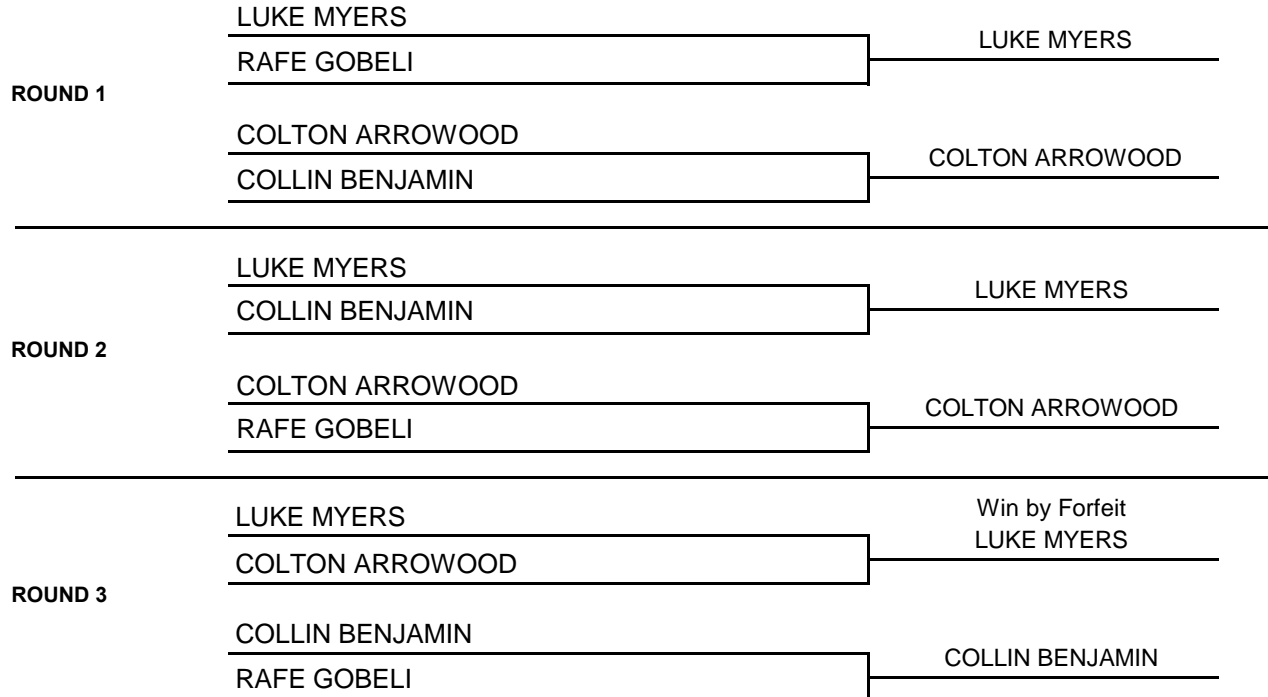 LUKE MYERS
LUKE MYERS
RAFE GOBELI
ROUND 1
COLTON ARROWOOD
COLTON ARROWOOD
COLLIN BENJAMIN
LUKE MYERS
LUKE MYERS
COLLIN BENJAMIN
ROUND 2
COLTON ARROWOOD
COLTON ARROWOOD
RAFE GOBELI
Win by Forfeit
LUKE MYERS
LUKE MYERS
COLTON ARROWOOD
ROUND 3
COLLIN BENJAMIN
COLLIN BENJAMIN
RAFE GOBELI